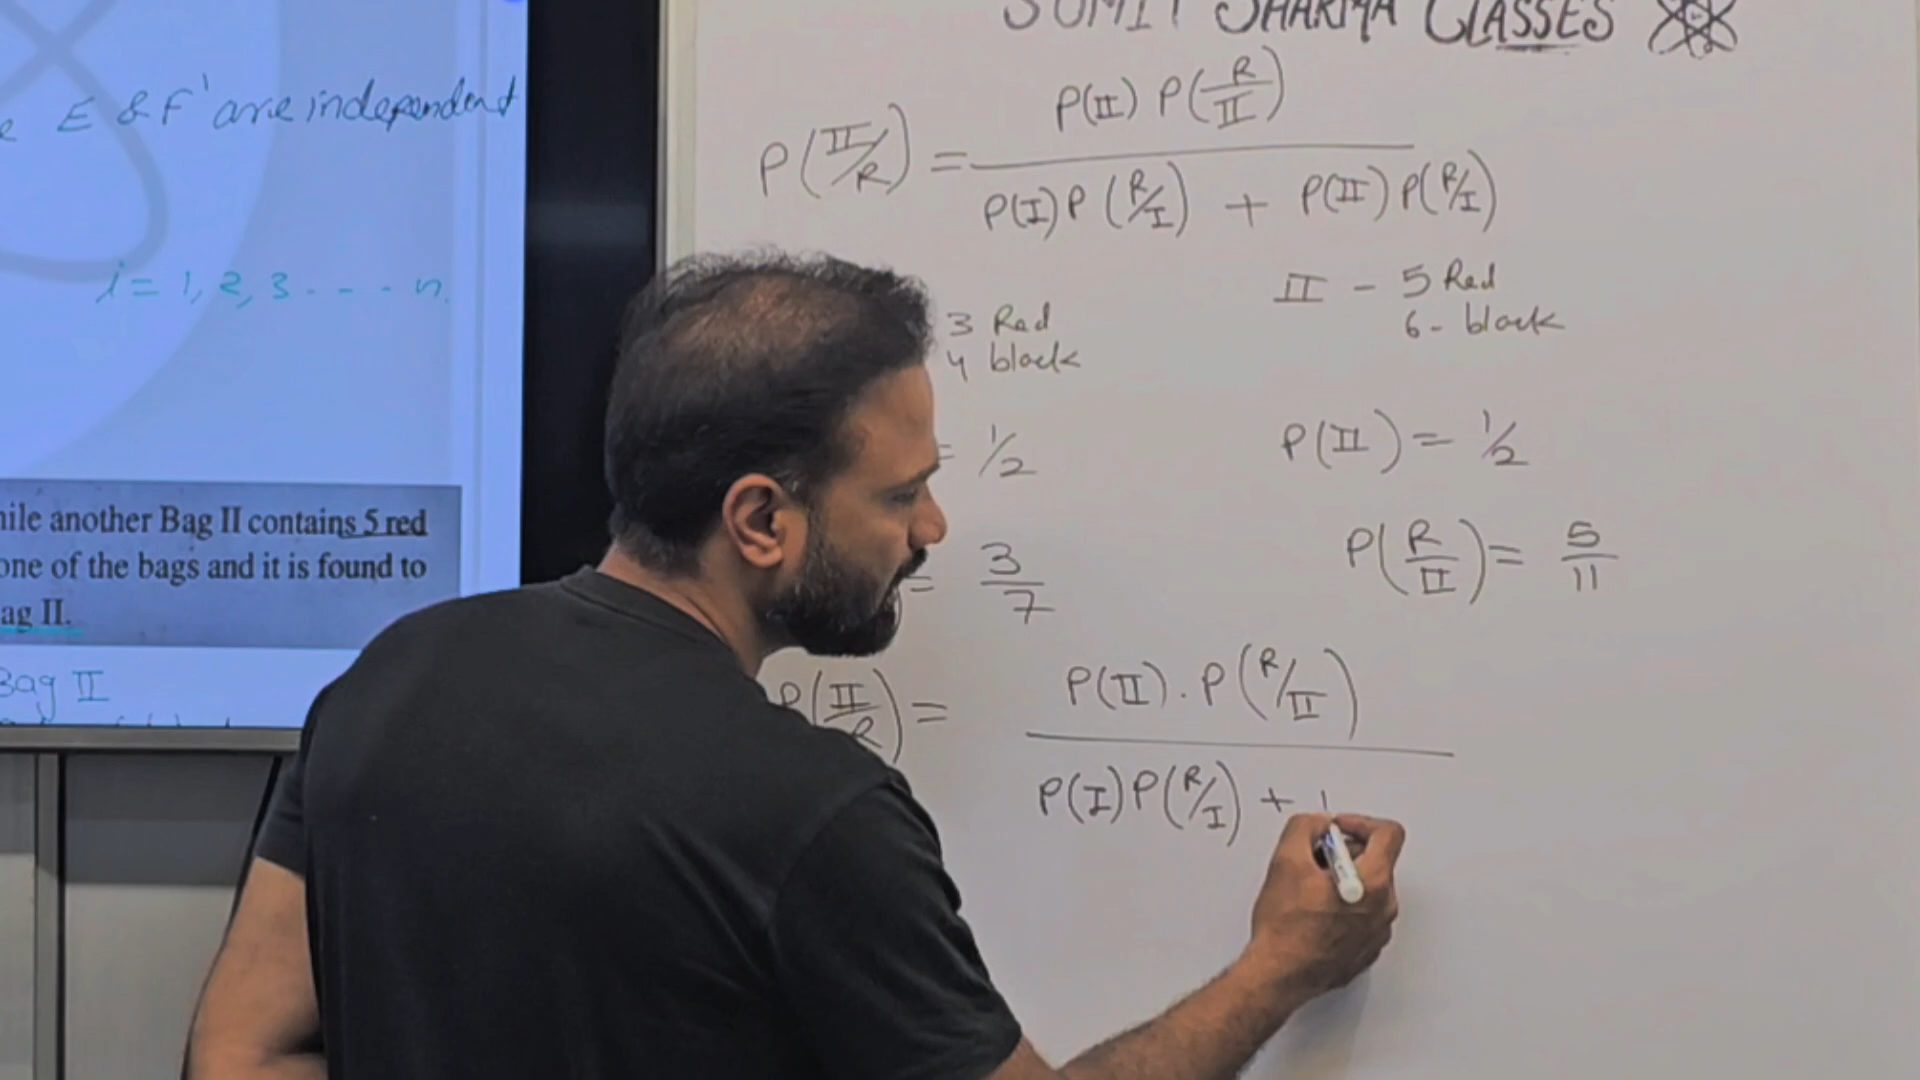 E & F' are independent
i = 1, 2, 3 - - - n.
another Bag II contains 5 red
one of the bags and it is found to
Bag II.
Bag II
SUMIT SHARMA CLASSES
P(II/R) = P(II) P(R/II)
P(I) P(R/I) + P(II) P(R/I)
3 Red
4 black
II - 5 Red
6 - black
= 1/2
P(II) = 1/2
= 3/7
P(R/II) = 5/11
P(II/R) = P(II) . P(R/II)
P(I) P(R/I) +